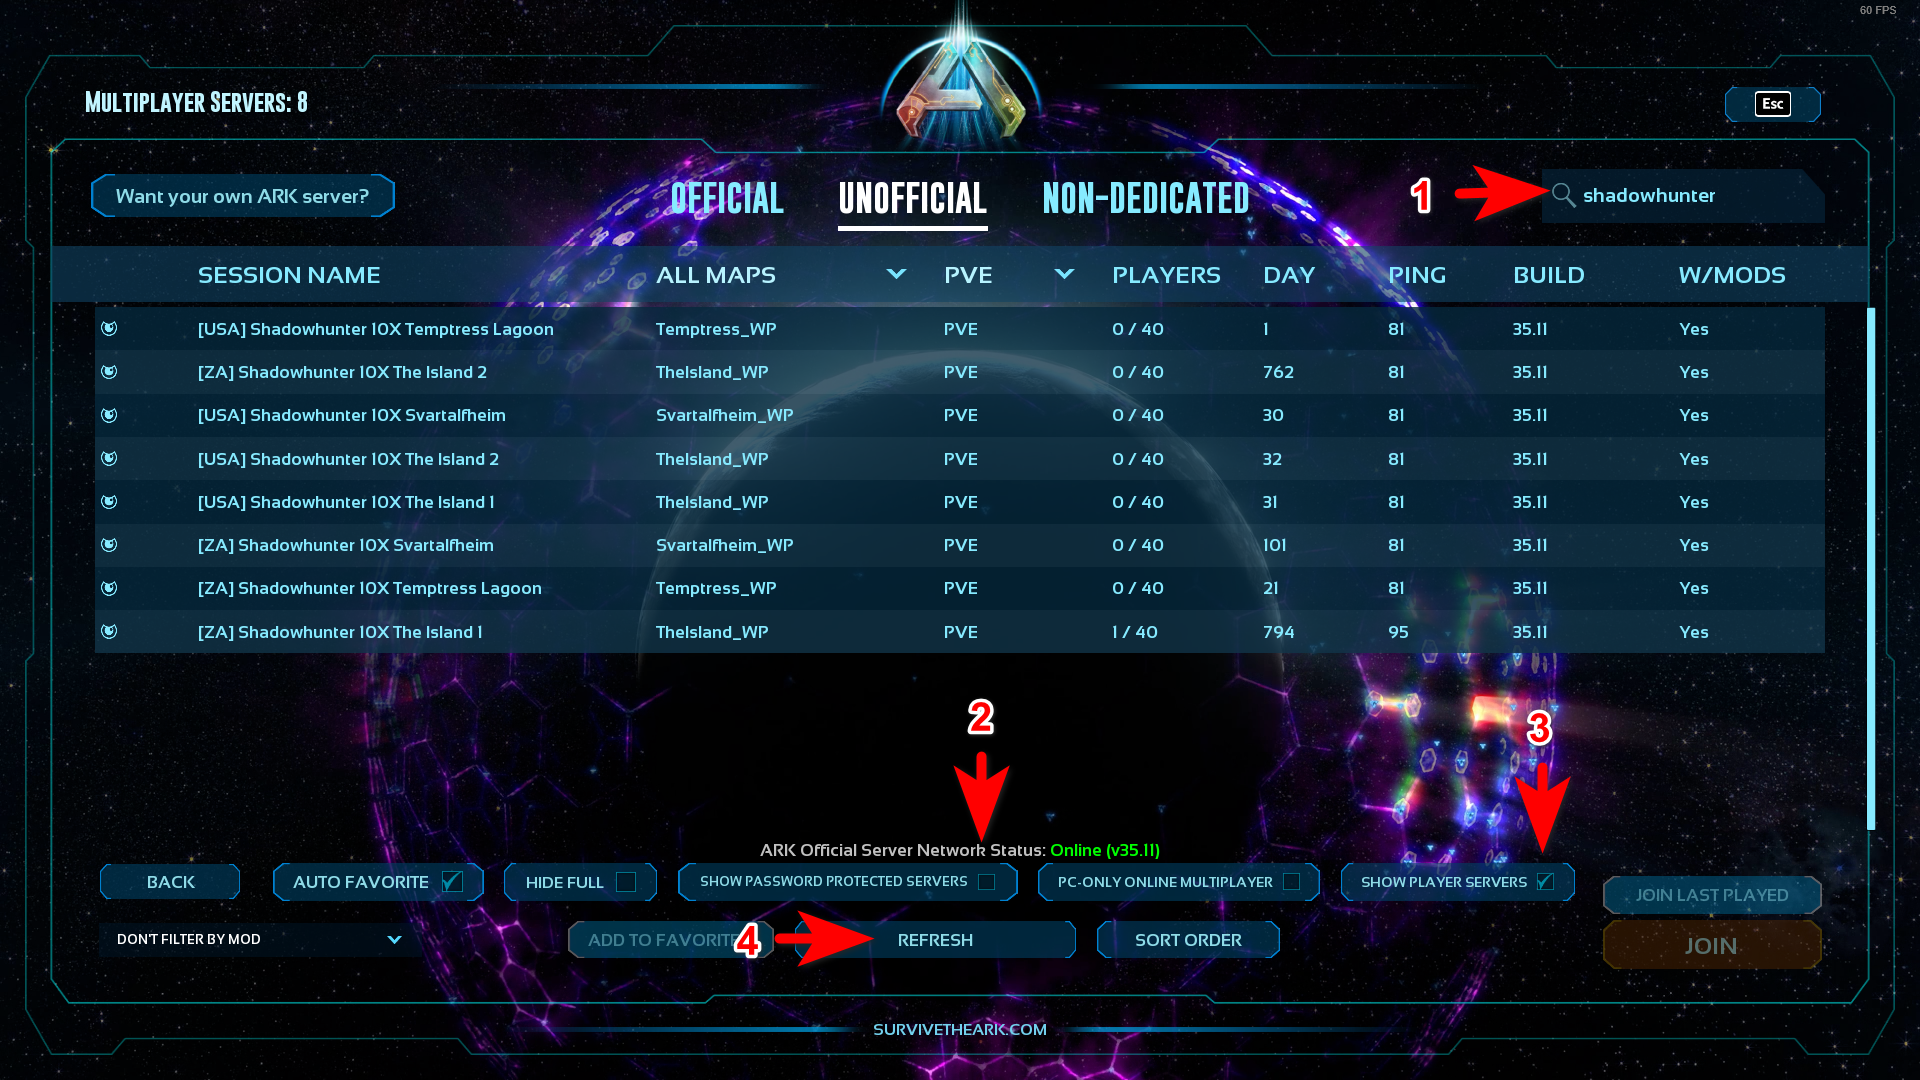 60 FPS
MULTIPLAYER SERVERS: 8
Esc
Want your own ARK server?
OFFICIAL UNOFFICIAL NON-DEDICATED
1
shadowhunter
SESSION NAME ALL MAPS PVE PLAYERS DAY PING BUILD W/MODS
[USA] Shadowhunter 10X Temptress Lagoon Temptress_WP PVE 0 / 40 1 81 35.11 Yes
[ZA] Shadowhunter 10X The Island 2 TheIsland_WP PVE 0 / 40 762 81 35.11 Yes
[USA] Shadowhunter 10X Svartalfheim Svartalfheim_WP PVE 0 / 40 30 81 35.11 Yes
[USA] Shadowhunter 10X The Island 2 TheIsland_WP PVE 0 / 40 32 81 35.11 Yes
[USA] Shadowhunter 10X The Island 1 TheIsland_WP PVE 0 / 40 31 81 35.11 Yes
[ZA] Shadowhunter 10X Svartalfheim Svartalfheim_WP PVE 0 / 40 101 81 35.11 Yes
[ZA] Shadowhunter 10X Temptress Lagoon Temptress_WP PVE 0 / 40 21 81 35.11 Yes
[ZA] Shadowhunter 10X The Island 1 TheIsland_WP PVE 1 / 40 794 95 35.11 Yes
2
3
ARK Official Server Network Status: Online (v35.11)
BACK AUTO FAVORITE HIDE FULL SHOW PASSWORD PROTECTED SERVERS PC-ONLY ONLINE MULTIPLAYER SHOW PLAYER SERVERS JOIN LAST PLAYED
DON'T FILTER BY MOD ADD TO FAVORITE 4 REFRESH SORT ORDER JOIN
SURVIVETHEARK.COM